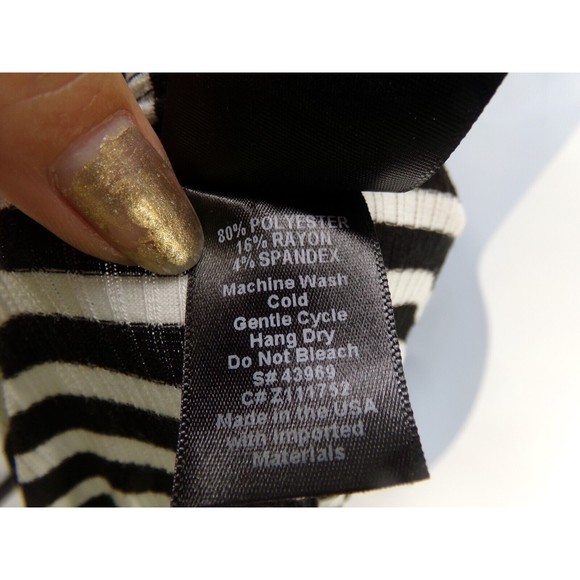 80% POLYESTER
16% RAYON
4% SPANDEX
Machine Wash
Cold
Gentle Cycle
Hang Dry
Do Not Bleach
S# 43969
C# Z111752
Made in the USA
with Imported
Materials